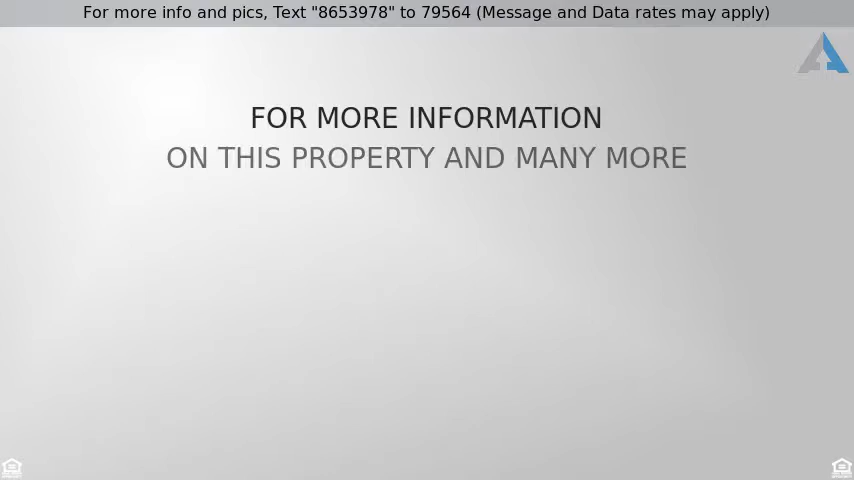 For more info and pics, Text "8653978" to 79564 (Message and Data rates may apply)
FOR MORE INFORMATION
ON THIS PROPERTY AND MANY MORE